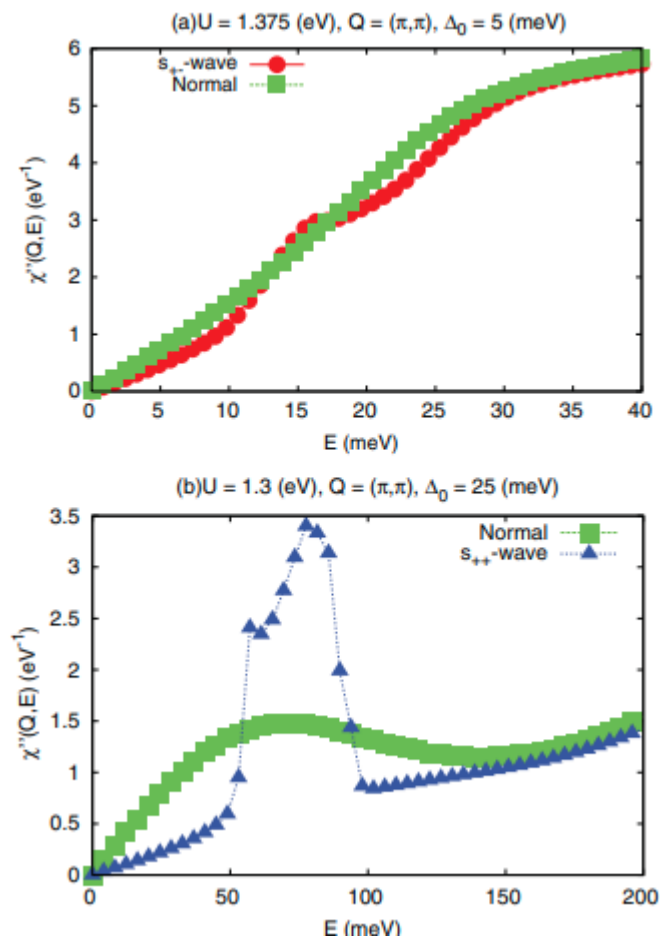 (a)U = 1.375 (eV), Q = (π,π), Δ₀ = 5 (meV)
s₊₋-wave
Normal
6
5
4
3
2
1
0
χ''(Q,E) (eV⁻¹)
0 5 10 15 20 25 30 35 40
E (meV)
(b)U = 1.3 (eV), Q = (π,π), Δ₀ = 25 (meV)
Normal
s₊₊-wave
3.5
3
2.5
2
1.5
1
0.5
0
χ''(Q,E) (eV⁻¹)
0 50 100 150 200
E (meV)